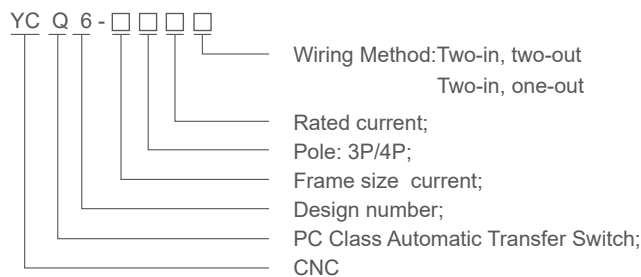 YC Q 6 - □ □ □ □
Wiring Method:Two-in, two-out
Two-in, one-out
Rated current;
Pole: 3P/4P;
Frame size current;
Design number;
PC Class Automatic Transfer Switch;
CNC